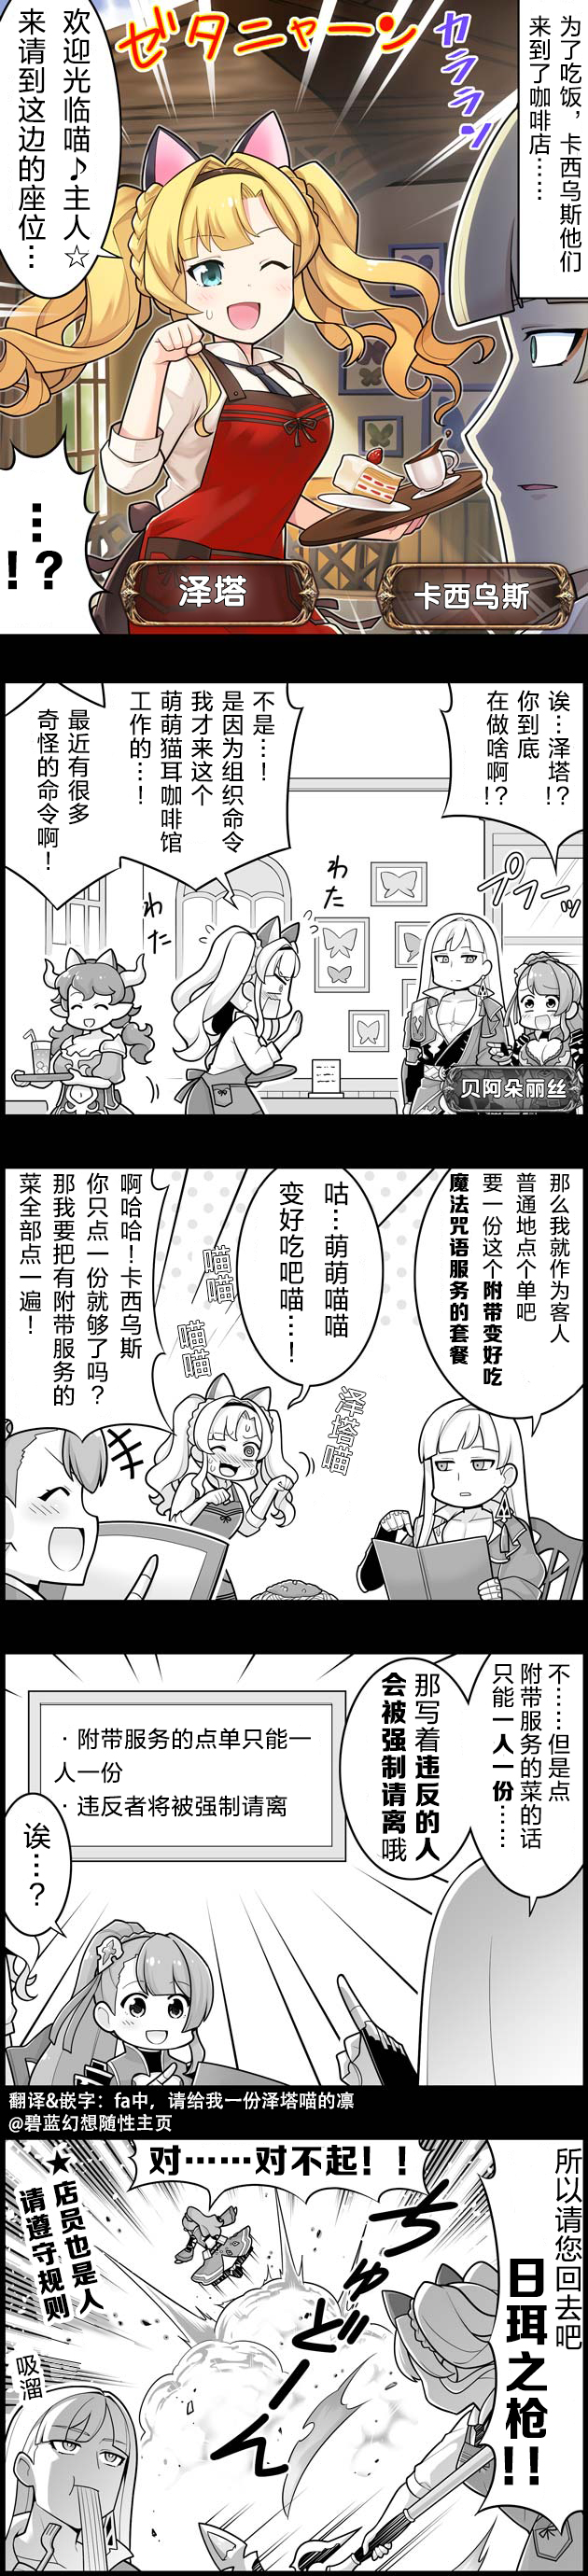 为了吃饭，卡西乌斯他们
来到了咖啡店……
カララン
ゼタニャーン
欢迎光临喵♪主人☆
来请到这边的座位…
…!?
泽塔
卡西乌斯
诶…泽塔!?
你到底
在做啥啊!?
プフーッ
不是…！
是因为组织命令
我才来这个
萌萌猫耳咖啡馆
工作的…！
最近有很多
奇怪的命令啊！
わた
わた
贝阿朵丽丝
那么我就作为客人
普通地点个单吧
要一份这个附带变好吃
魔法咒语服务的套餐
咕…萌萌喵喵
变好吃吧喵…！
喵喵
喵喵
泽塔喵
啊哈哈！卡西乌斯
你只点一份就够了吗？
那我要把有附带服务的
菜全部点一遍！
不……但是点
附带服务的菜的话
只能一人一份……
那写着违反的人
会被强制请离哦
·附带服务的点单只能一
人一份
·违反者将被强制请离
诶…？
翻译&嵌字：fa中，请给我一份泽塔喵的凛
@碧蓝幻想随性主页
所以请您回去吧
日珥之枪!!
对……对不起！！
ちゅどーん
★店员也是人
请遵守规则
吸溜